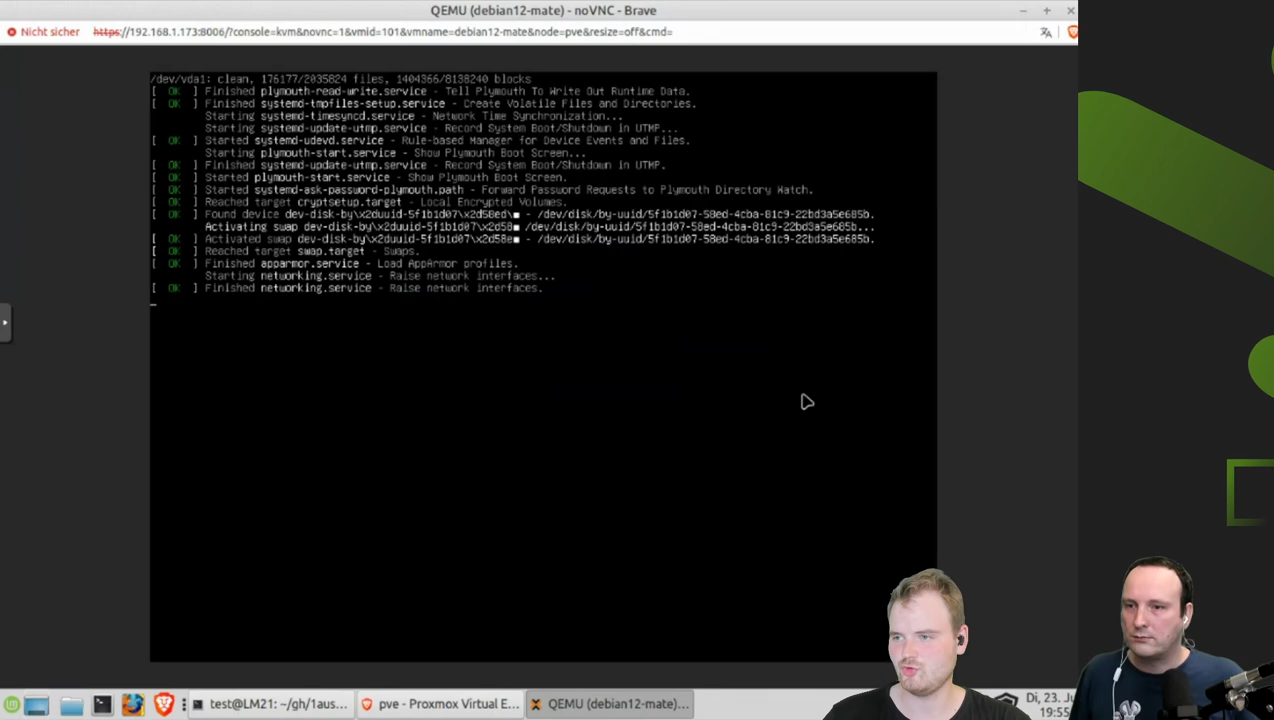 QEMU (debian12-mate) - noVNC - Brave
Nicht sicher https://192.168.1.173:8006/?console=kvm&novnc=1&vmid=101&vmname=debian12-mate&node=pve&resize=off&cmd=
/dev/vda1: clean, 176177/2035824 files, 1404366/8138240 blocks
[ OK ] Finished plymouth-read-write.service - Tell Plymouth To Write Out Runtime Data.
[ OK ] Finished systemd-tmpfiles-setup.service - Create Volatile Files and Directories.
Starting systemd-timesyncd.service - Network Time Synchronization...
Starting systemd-update-utmp.service - Record System Boot/Shutdown in UTMP...
[ OK ] Started systemd-udevd.service - Rule-based Manager for Device Events and Files.
Starting plymouth-start.service - Show Plymouth Boot Screen...
[ OK ] Finished systemd-update-utmp.service - Record System Boot/Shutdown in UTMP.
[ OK ] Started plymouth-start.service - Show Plymouth Boot Screen.
[ OK ] Started systemd-ask-password-plymouth.path - Forward Password Requests to Plymouth Directory Watch.
[ OK ] Reached target cryptsetup.target - Local Encrypted Volumes.
[ OK ] Found device dev-disk-by\x2duuid-5f1b1d07\x2d58ed\■ - /dev/disk/by-uuid/5f1b1d07-58ed-4cba-81c9-22bd3a5e685b.
Activating swap dev-disk-by\x2duuid-5f1b1d07\x2d58■ /dev/disk/by-uuid/5f1b1d07-58ed-4cba-81c9-22bd3a5e685b...
[ OK ] Activated swap dev-disk-by\x2duuid-5f1b1d07\x2d58e■ - /dev/disk/by-uuid/5f1b1d07-58ed-4cba-81c9-22bd3a5e685b.
[ OK ] Reached target swap.target - Swaps.
[ OK ] Finished apparmor.service - Load AppArmor profiles.
Starting networking.service - Raise network interfaces...
[ OK ] Finished networking.service - Raise network interfaces.
test@LM21: ~/gh/1aus... pve - Proxmox Virtual E... QEMU (debian12-mate)... Di, 23. Ju
19:55